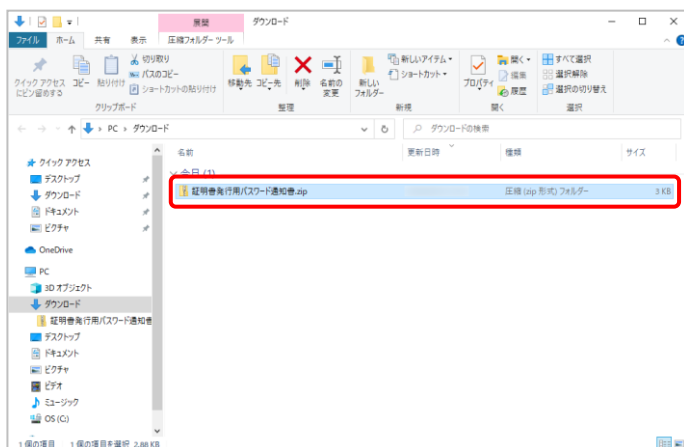 展開 ダウンロード
ファイル ホーム 共有 表示 圧縮フォルダー ツール
クイック アクセスにピン留めする
コピー
貼り付け
切り取り
パスのコピー
ショートカットの貼り付け
クリップボード
移動先
コピー先
削除
名前の変更
整理
新しいフォルダー
新しいアイテム
ショートカット
新規
プロパティ
開く
編集
履歴
開く
すべて選択
選択解除
選択の切り替え
選択
PC › ダウンロード
ダウンロードの検索
名前 更新日時 種類 サイズ
今日 (1)
証明書発行用パスワード通知書.zip 圧縮 (zip 形式) フォルダー 3 KB
クイック アクセス
デスクトップ
ダウンロード
ドキュメント
ピクチャ
OneDrive
PC
3D オブジェクト
ダウンロード
証明書発行用パスワード通知書
デスクトップ
ドキュメント
ピクチャ
ビデオ
ミュージック
OS (C:)
1 個の項目 1 個の項目を選択 2.88 KB